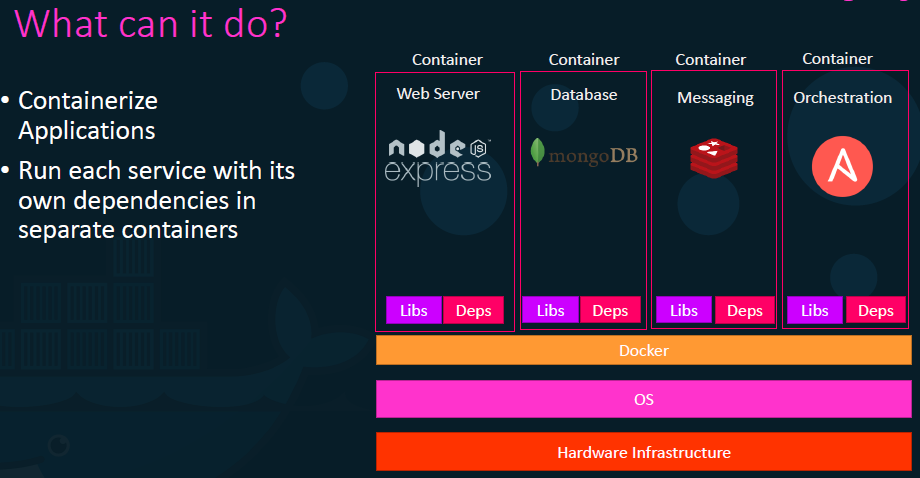 What can it do?
• Containerize
Applications
• Run each service with its
own dependencies in
separate containers
Container
Container
Container
Container
Web Server
Database
Messaging
Orchestration
node JS
express
mongoDB
A
Libs
Deps
Libs
Deps
Libs
Deps
Libs
Deps
Docker
OS
Hardware Infrastructure